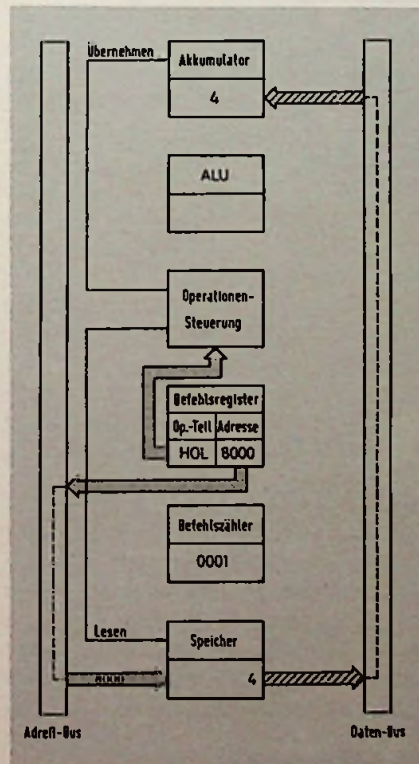 Übernehmen
Akkumulator
4
ALU
Operationen-
Steuerung
Befehlsregister
Op.-Teil Adresse
HOL 8000
Befehlszähler
0001
Lesen
Speicher
8000
4
Adreß-Bus
Daten-Bus